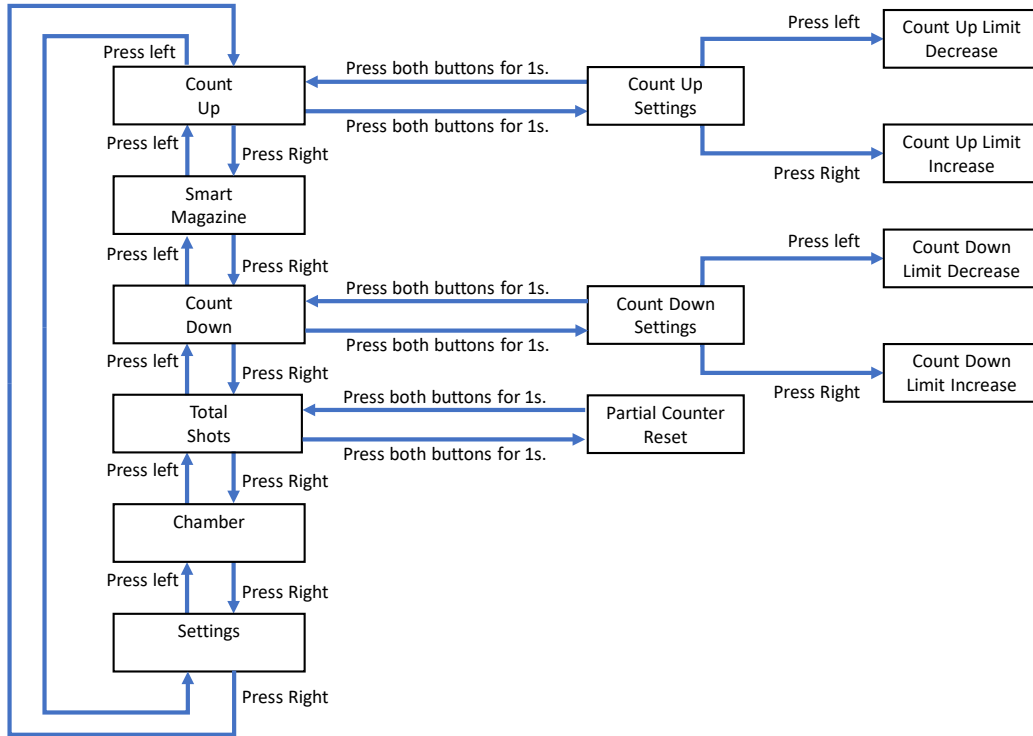 Press left
Count
Up
Press both buttons for 1s.
Press both buttons for 1s.
Count Up
Settings
Press left
Count Up Limit
Decrease
Press Right
Count Up Limit
Increase
Press left
Press Right
Smart
Magazine
Press left
Press Right
Count
Down
Press both buttons for 1s.
Press both buttons for 1s.
Count Down
Settings
Press left
Count Down
Limit Decrease
Press Right
Count Down
Limit Increase
Press left
Press Right
Total
Shots
Press both buttons for 1s.
Press both buttons for 1s.
Partial Counter
Reset
Press left
Press Right
Chamber
Press left
Press Right
Settings
Press Right